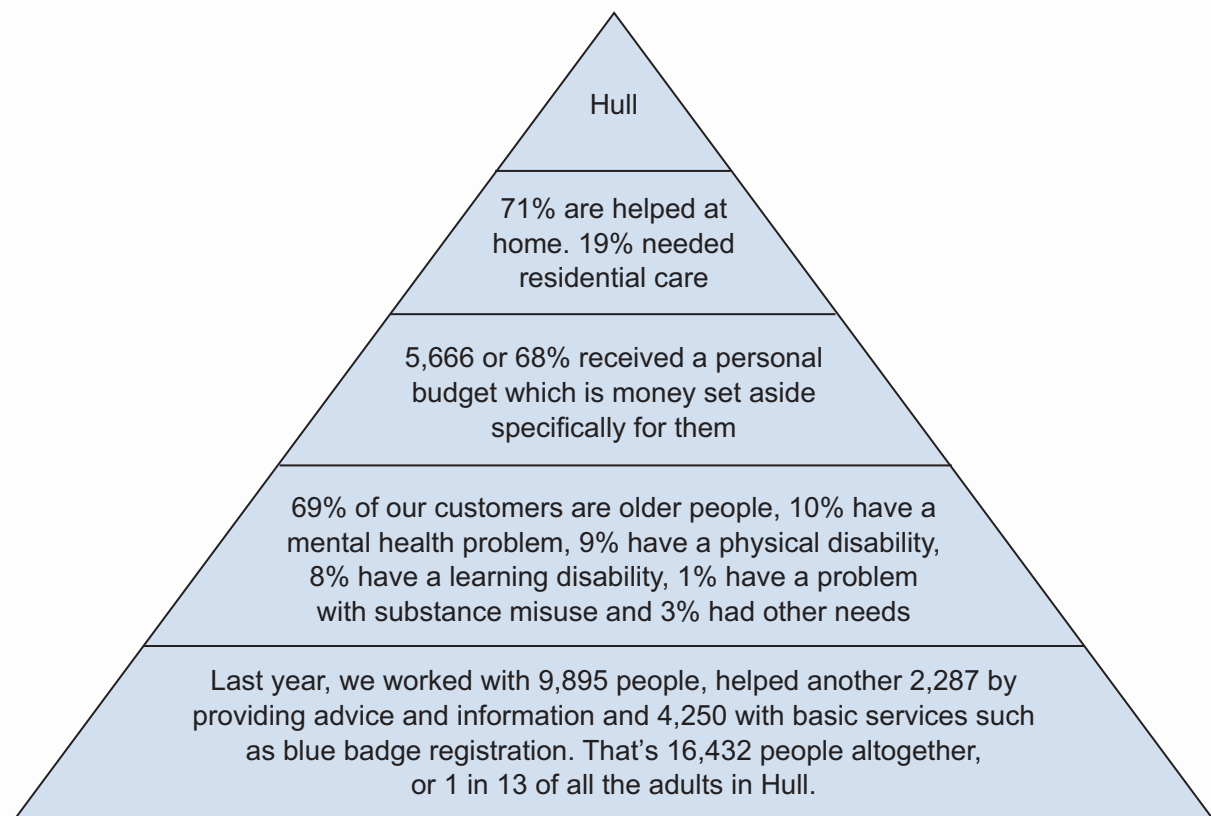 Hull
71% are helped at
home. 19% needed
residential care
5,666 or 68% received a personal
budget which is money set aside
specifically for them
69% of our customers are older people, 10% have a
mental health problem, 9% have a physical disability,
8% have a learning disability, 1% have a problem
with substance misuse and 3% had other needs
Last year, we worked with 9,895 people, helped another 2,287 by
providing advice and information and 4,250 with basic services such
as blue badge registration. That’s 16,432 people altogether,
or 1 in 13 of all the adults in Hull.